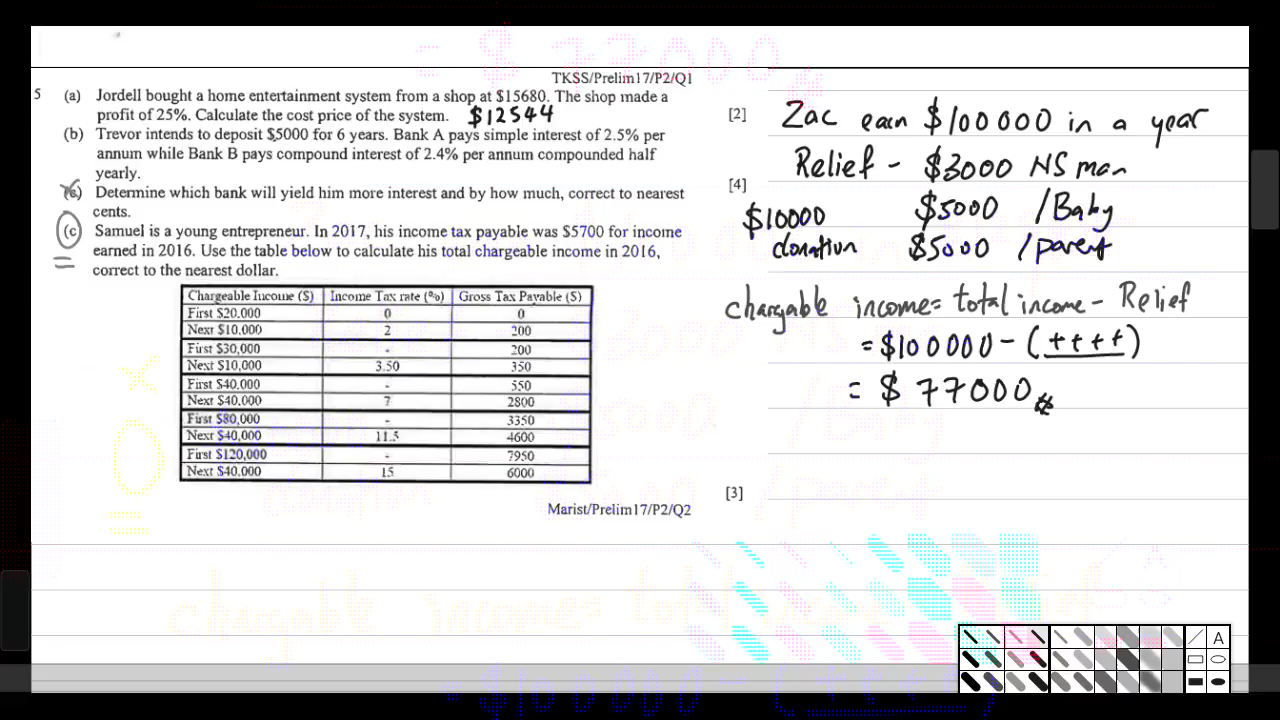 TKSS/Prelim17/P2/Q1
5 (a) Jordell bought a home entertainment system from a shop at $15680. The shop made a
profit of 25%. Calculate the cost price of the system. $12544 [2]
(b) Trevor intends to deposit $5000 for 6 years. Bank A pays simple interest of 2.5% per
annum while Bank B pays compound interest of 2.4% per annum compounded half
yearly. [4]
(c) Determine which bank will yield him more interest and by how much, correct to nearest
cents.
(c Samuel is a young entrepreneur. In 2017, his income tax payable was $5700 for income
earned in 2016. Use the table below to calculate his total chargeable income in 2016,
correct to the nearest dollar.
Chargeable Income ($) Income Tax rate (%) Gross Tax Payable ($)
First $20.000 0 0
Next $10,000 2 200
First $30,000 - 200
Next $10,000 3.50 350
First $40.000 - 550
Next $40,000 7 2800
First $80,000 - 3350
Next $40,000 11.5 4600
First $120,000 - 7950
Next $40,000 15 6000
[3]
Marist/Prelim17/P2/Q2
Zac earn $100000 in a year
Relief - $3000 NS man
$10000 $5000 /Baby
donation $5000 /parent
chargable income = total income - Relief
= $100000 - (++++)
= $77000
A